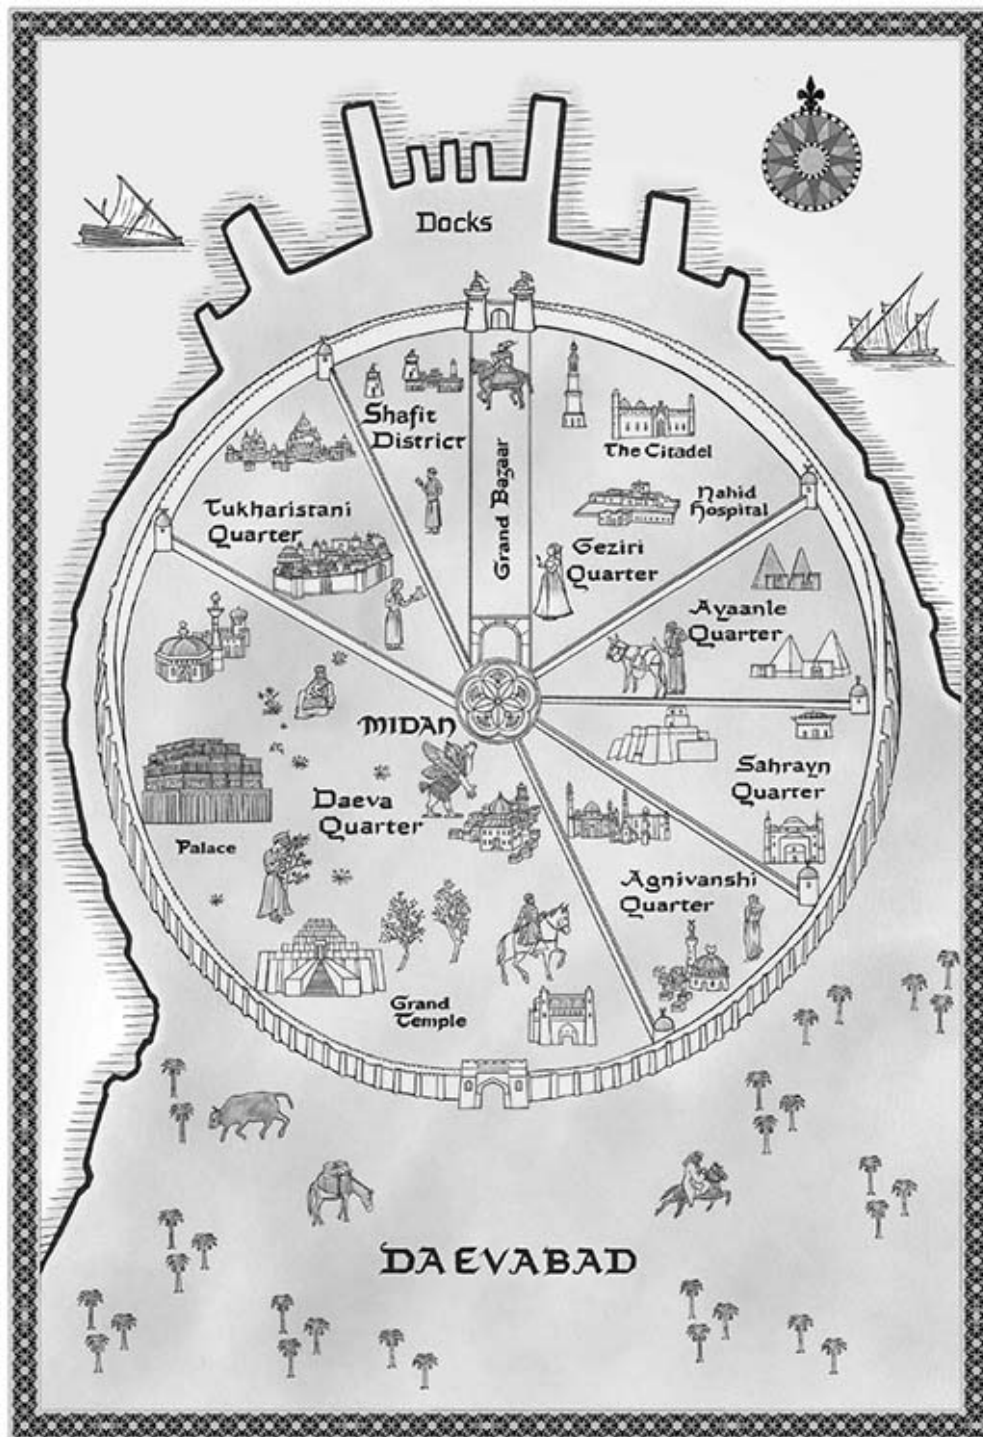 Docks
Shafit
District
Grand Bazaar
The Citadel
Nahid
Hospital
Tukharistani
Quarter
Geziri
Quarter
Ayaanle
Quarter
MIDAN
Sahrayn
Quarter
Daeva
Quarter
Palace
Agnivanshi
Quarter
Grand
Temple
DAEVABAD